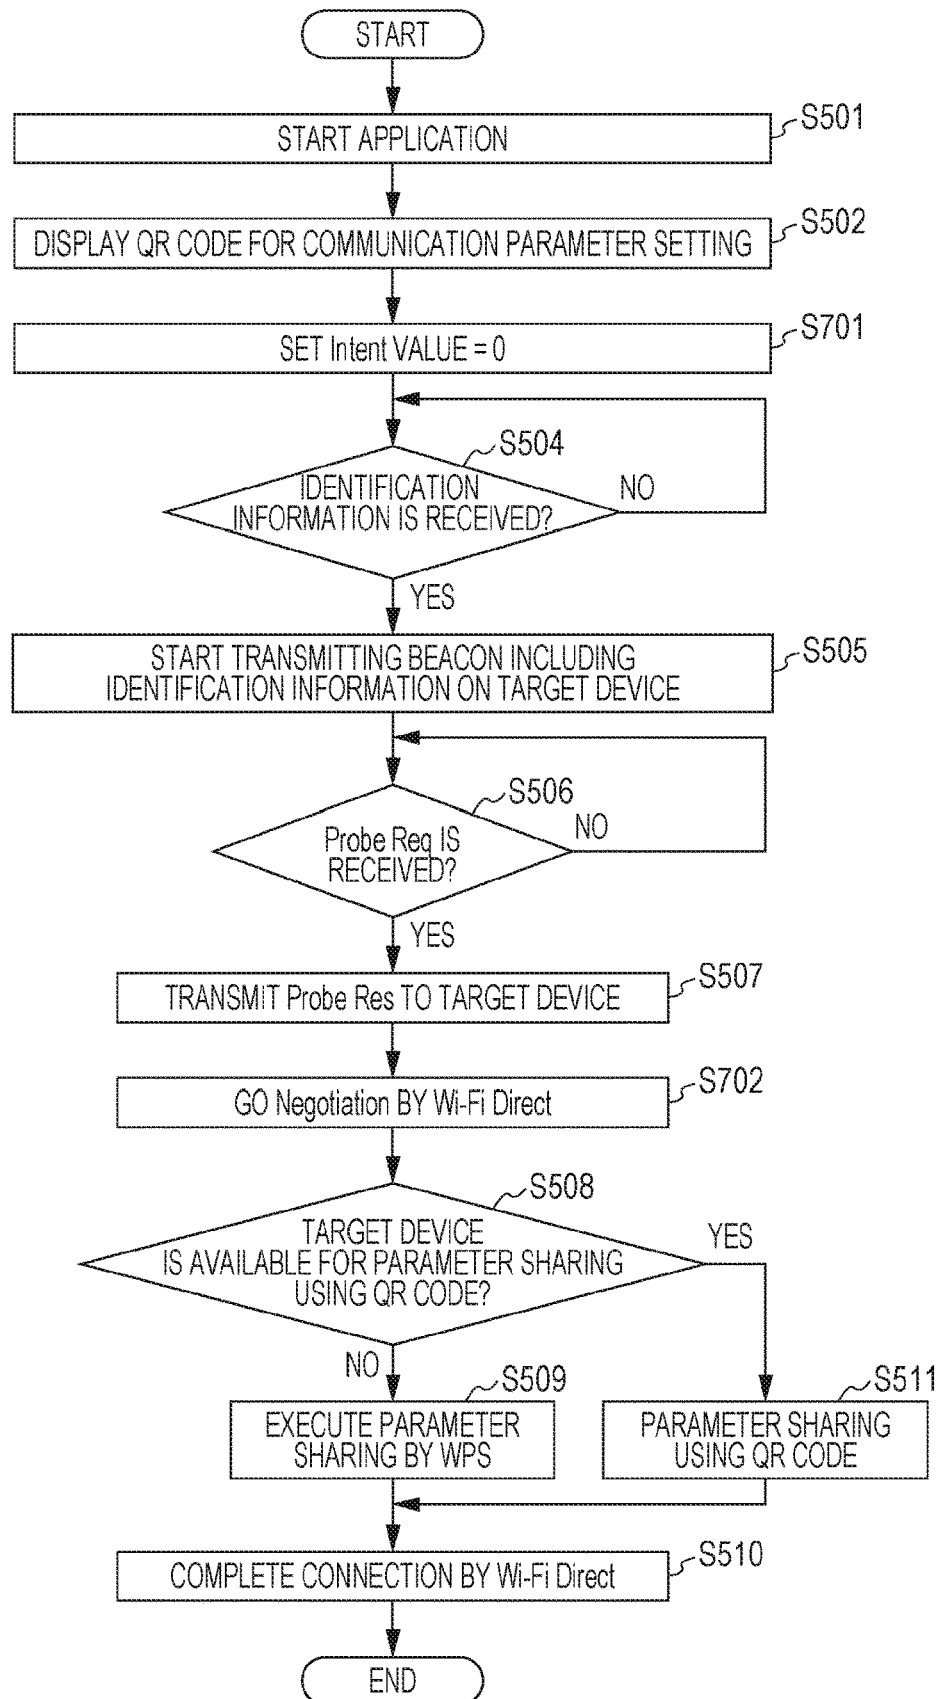 START
S501
START APPLICATION
S502
DISPLAY QR CODE FOR COMMUNICATION PARAMETER SETTING
S701
SET Intent VALUE = 0
S504
IDENTIFICATION
INFORMATION IS RECEIVED?
NO
YES
S505
START TRANSMITTING BEACON INCLUDING
IDENTIFICATION INFORMATION ON TARGET DEVICE
S506
Probe Req IS
RECEIVED?
NO
YES
S507
TRANSMIT Probe Res TO TARGET DEVICE
S702
GO Negotiation BY Wi-Fi Direct
S508
TARGET DEVICE
IS AVAILABLE FOR PARAMETER SHARING
USING QR CODE?
YES
NO
S509
EXECUTE PARAMETER
SHARING BY WPS
S511
PARAMETER SHARING
USING QR CODE
S510
COMPLETE CONNECTION BY Wi-Fi Direct
END